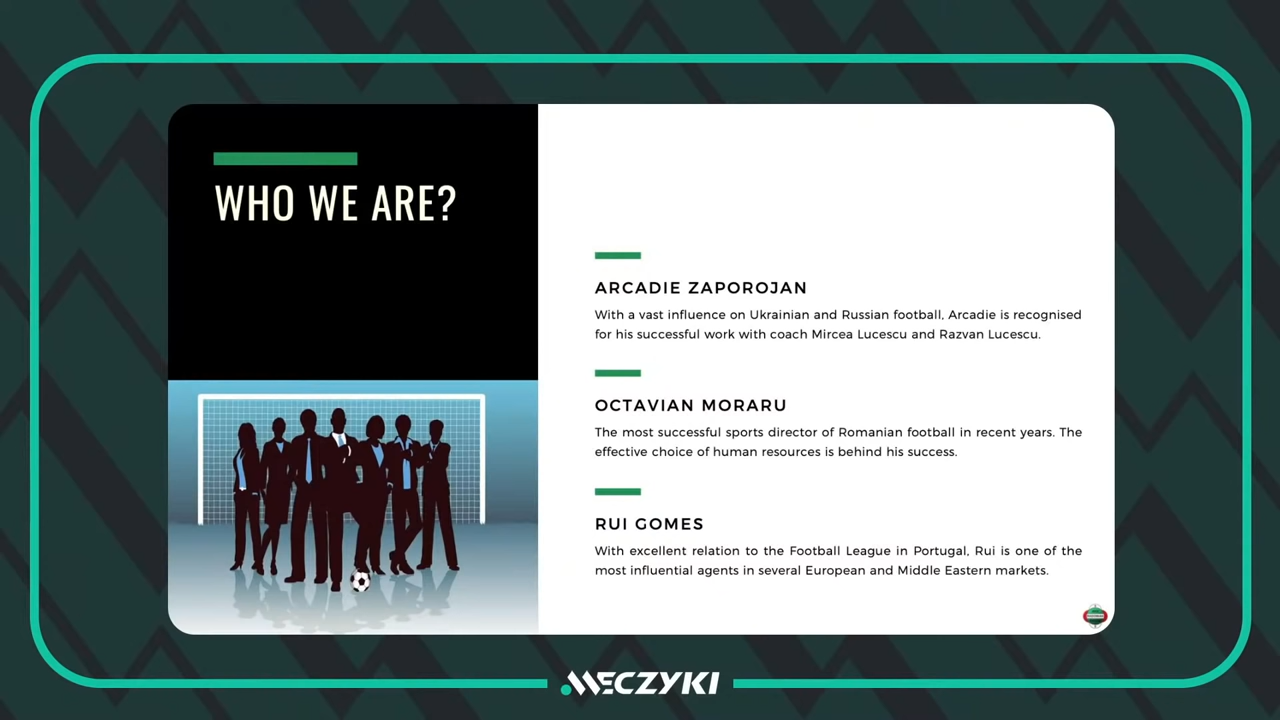 WHO WE ARE?
ARCADIE ZAPOROJAN
With a vast influence on Ukrainian and Russian football, Arcadie is recognised
for his successful work with coach Mircea Lucescu and Razvan Lucescu.
OCTAVIAN MORARU
The most successful sports director of Romanian football in recent years. The
effective choice of human resources is behind his success.
RUI GOMES
With excellent relation to the Football League in Portugal, Rui is one of the
most influential agents in several European and Middle Eastern markets.
MECZYKI